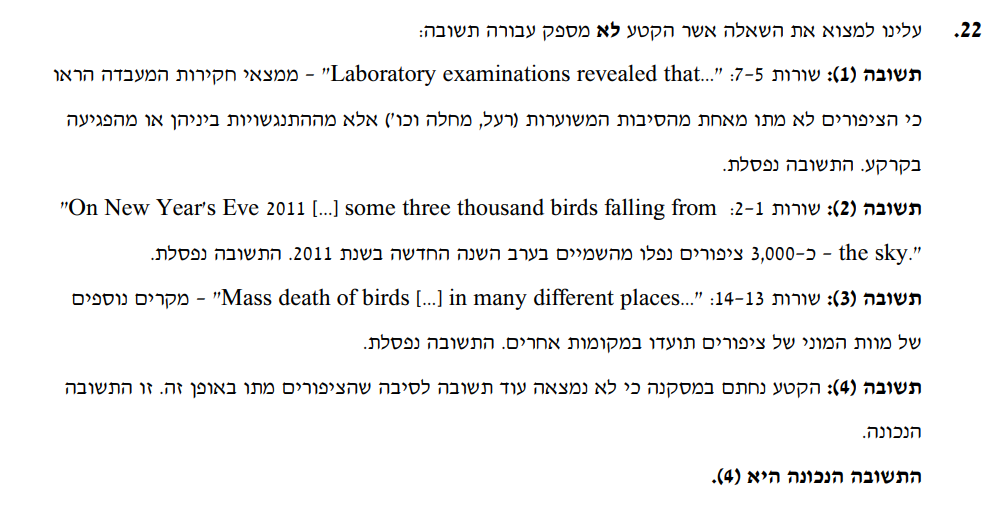 22. עלינו למצוא את השאלה אשר הקטע לא מספק עבורה תשובה:
תשובה (1): שורות 7-5: "Laboratory examinations revealed that..." – ממצאי חקירות המעבדה הראו
כי הציפורים לא מתו מאחת מהסיבות המשוערות (רעל, מחלה וכו') אלא מההתנגשויות ביניהן או מהפגיעה
בקרקע. התשובה נפסלת.
תשובה (2): שורות 2-1: "On New Year's Eve 2011 [...] some three thousand birds falling from
the sky." – כ-3,000 ציפורים נפלו מהשמיים בערב השנה החדשה בשנת 2011. התשובה נפסלת.
תשובה (3): שורות 14-13: "Mass death of birds [...] in many different places..." – מקרים נוספים
של מוות המוני של ציפורים תועדו במקומות אחרים. התשובה נפסלת.
תשובה (4): הקטע נחתם במסקנה כי לא נמצאה עוד תשובה לסיבה שהציפורים מתו באופן זה. זו התשובה
הנכונה.
התשובה הנכונה היא (4).